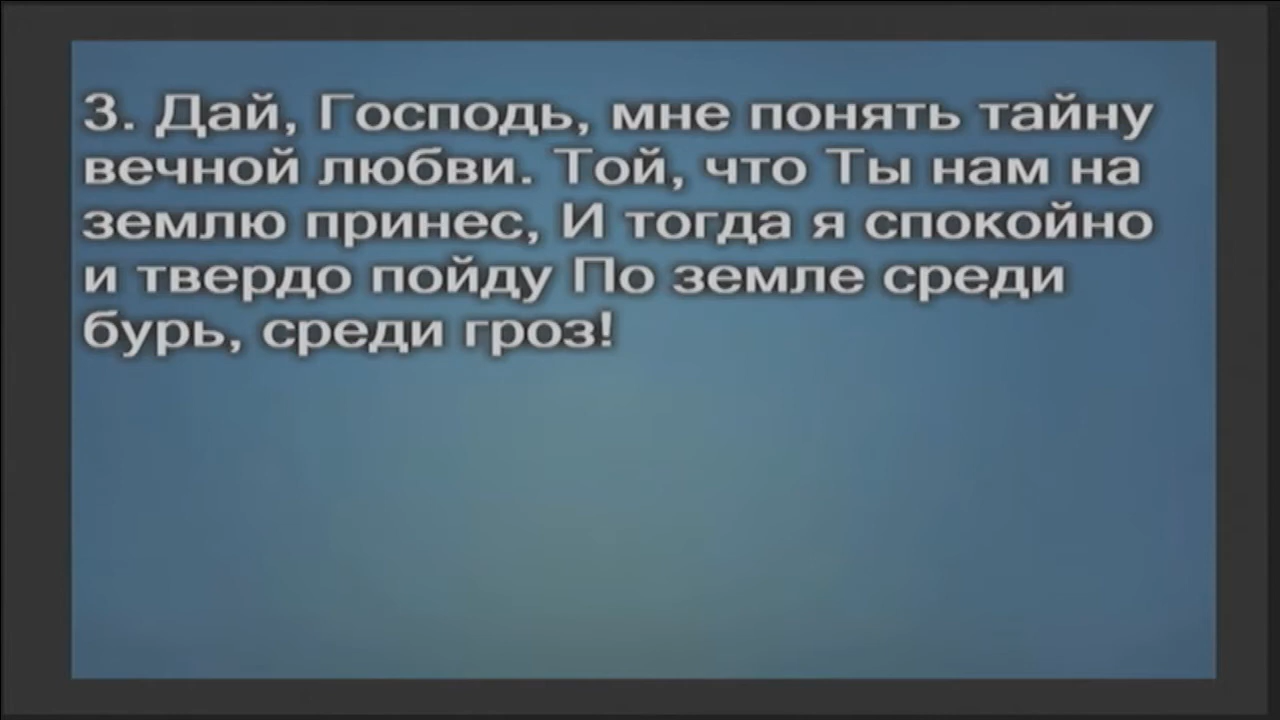 3. Дай, Господь, мне понять тайну
вечной любви. Той, что Ты нам на
землю принес, И тогда я спокойно
и твердо пойду По земле среди
бурь, среди гроз!